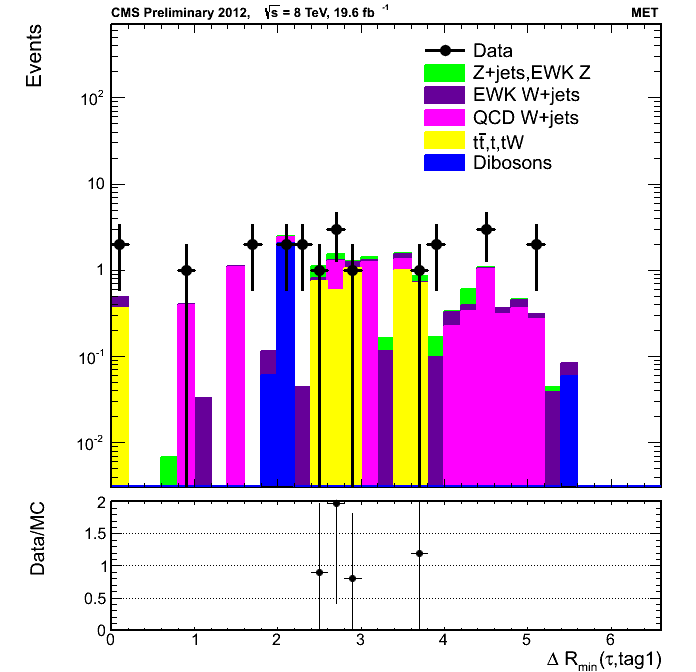 CMS Preliminary 2012, √s = 8 TeV, 19.6 fb⁻¹ MET
Events
Data
Z+jets,EWK Z
EWK W+jets
QCD W+jets
tt̅,t,tW
Dibosons
10²
10
1
10⁻¹
10⁻²
Data/MC
2
1.5
1
0.5
0
0 1 2 3 4 5 6
Δ R_min(τ,tag1)